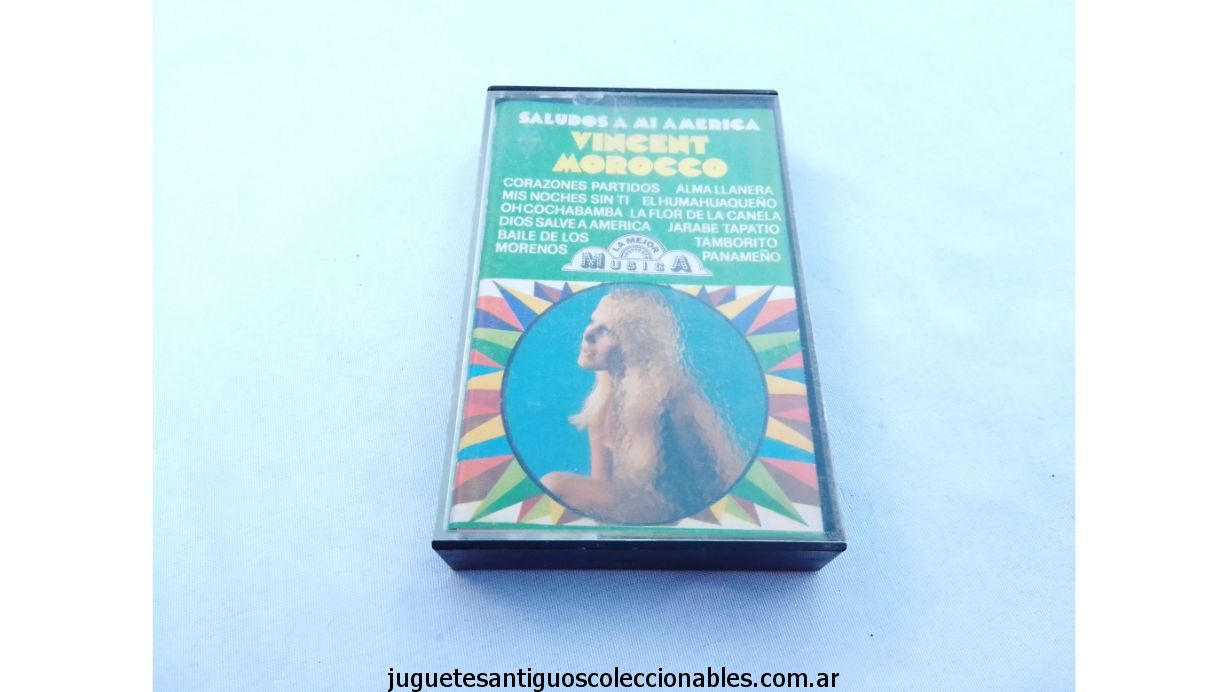 SALUDOS A MI AMERICA
VINCENT
MOROCCO
CORAZONES PARTIDOS ALMA LLANERA
MIS NOCHES SIN TI EL HUMAHUAQUEÑO
OH COCHABAMBA LA FLOR DE LA CANELA
DIOS SALVE A AMERICA JARABE TAPATIO
BAILE DE LOS
MORENOS
TAMBORITO
PANAMEÑO
LA MEJOR
MUSICA
juguetesantiguoscoleccionables.com.ar